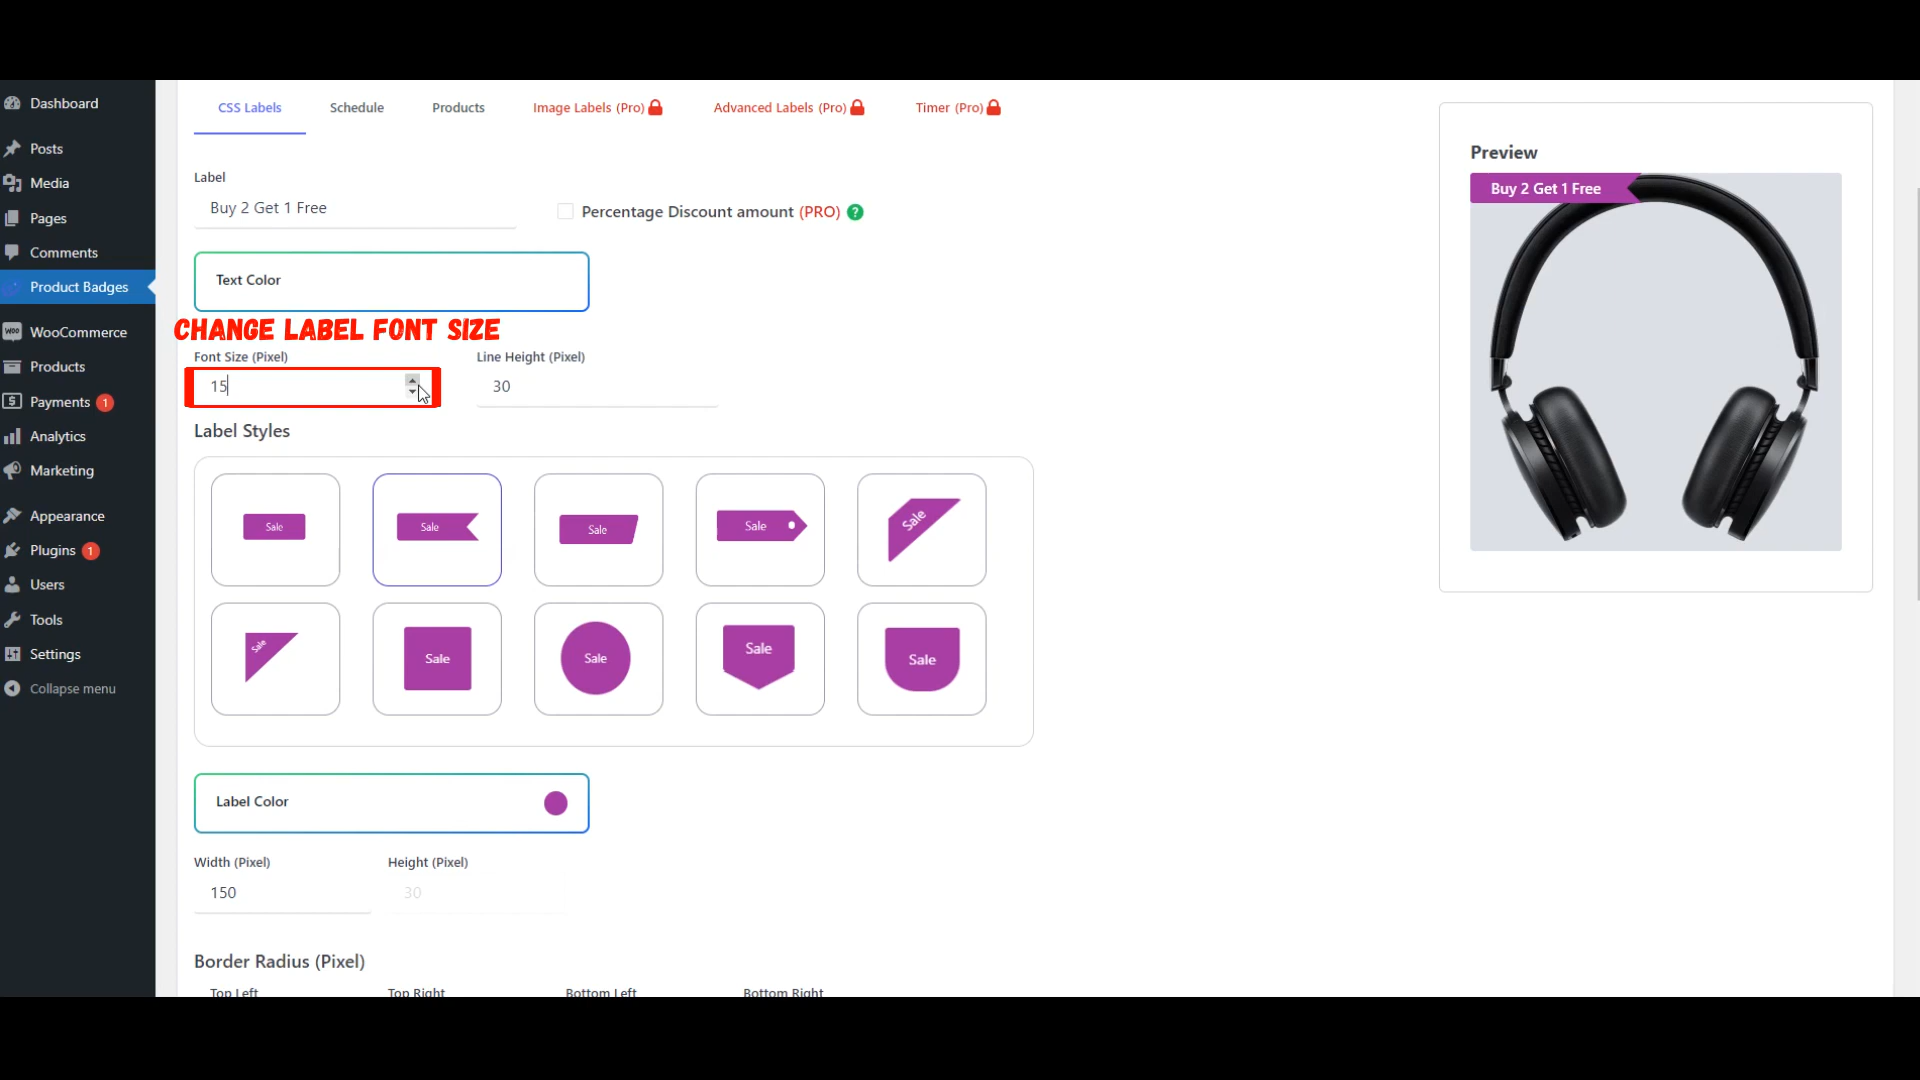 Dashboard
Posts
Media
Pages
Comments
Product Badges
WooCommerce
Products
Payments 1
Analytics
Marketing
Appearance
Plugins 1
Users
Tools
Settings
Collapse menu
CSS Labels Schedule Products Image Labels (Pro) Advanced Labels (Pro) Timer (Pro)
Label
Buy 2 Get 1 Free
Percentage Discount amount (PRO) ?
Text Color
CHANGE LABEL FONT SIZE
Font Size (Pixel) Line Height (Pixel)
15 30
Label Styles
Sale Sale Sale Sale Sale
Sale Sale Sale Sale Sale
Label Color
Width (Pixel) Height (Pixel)
150 30
Border Radius (Pixel)
Top Left Top Right Bottom Left Bottom Right
Preview
Buy 2 Get 1 Free